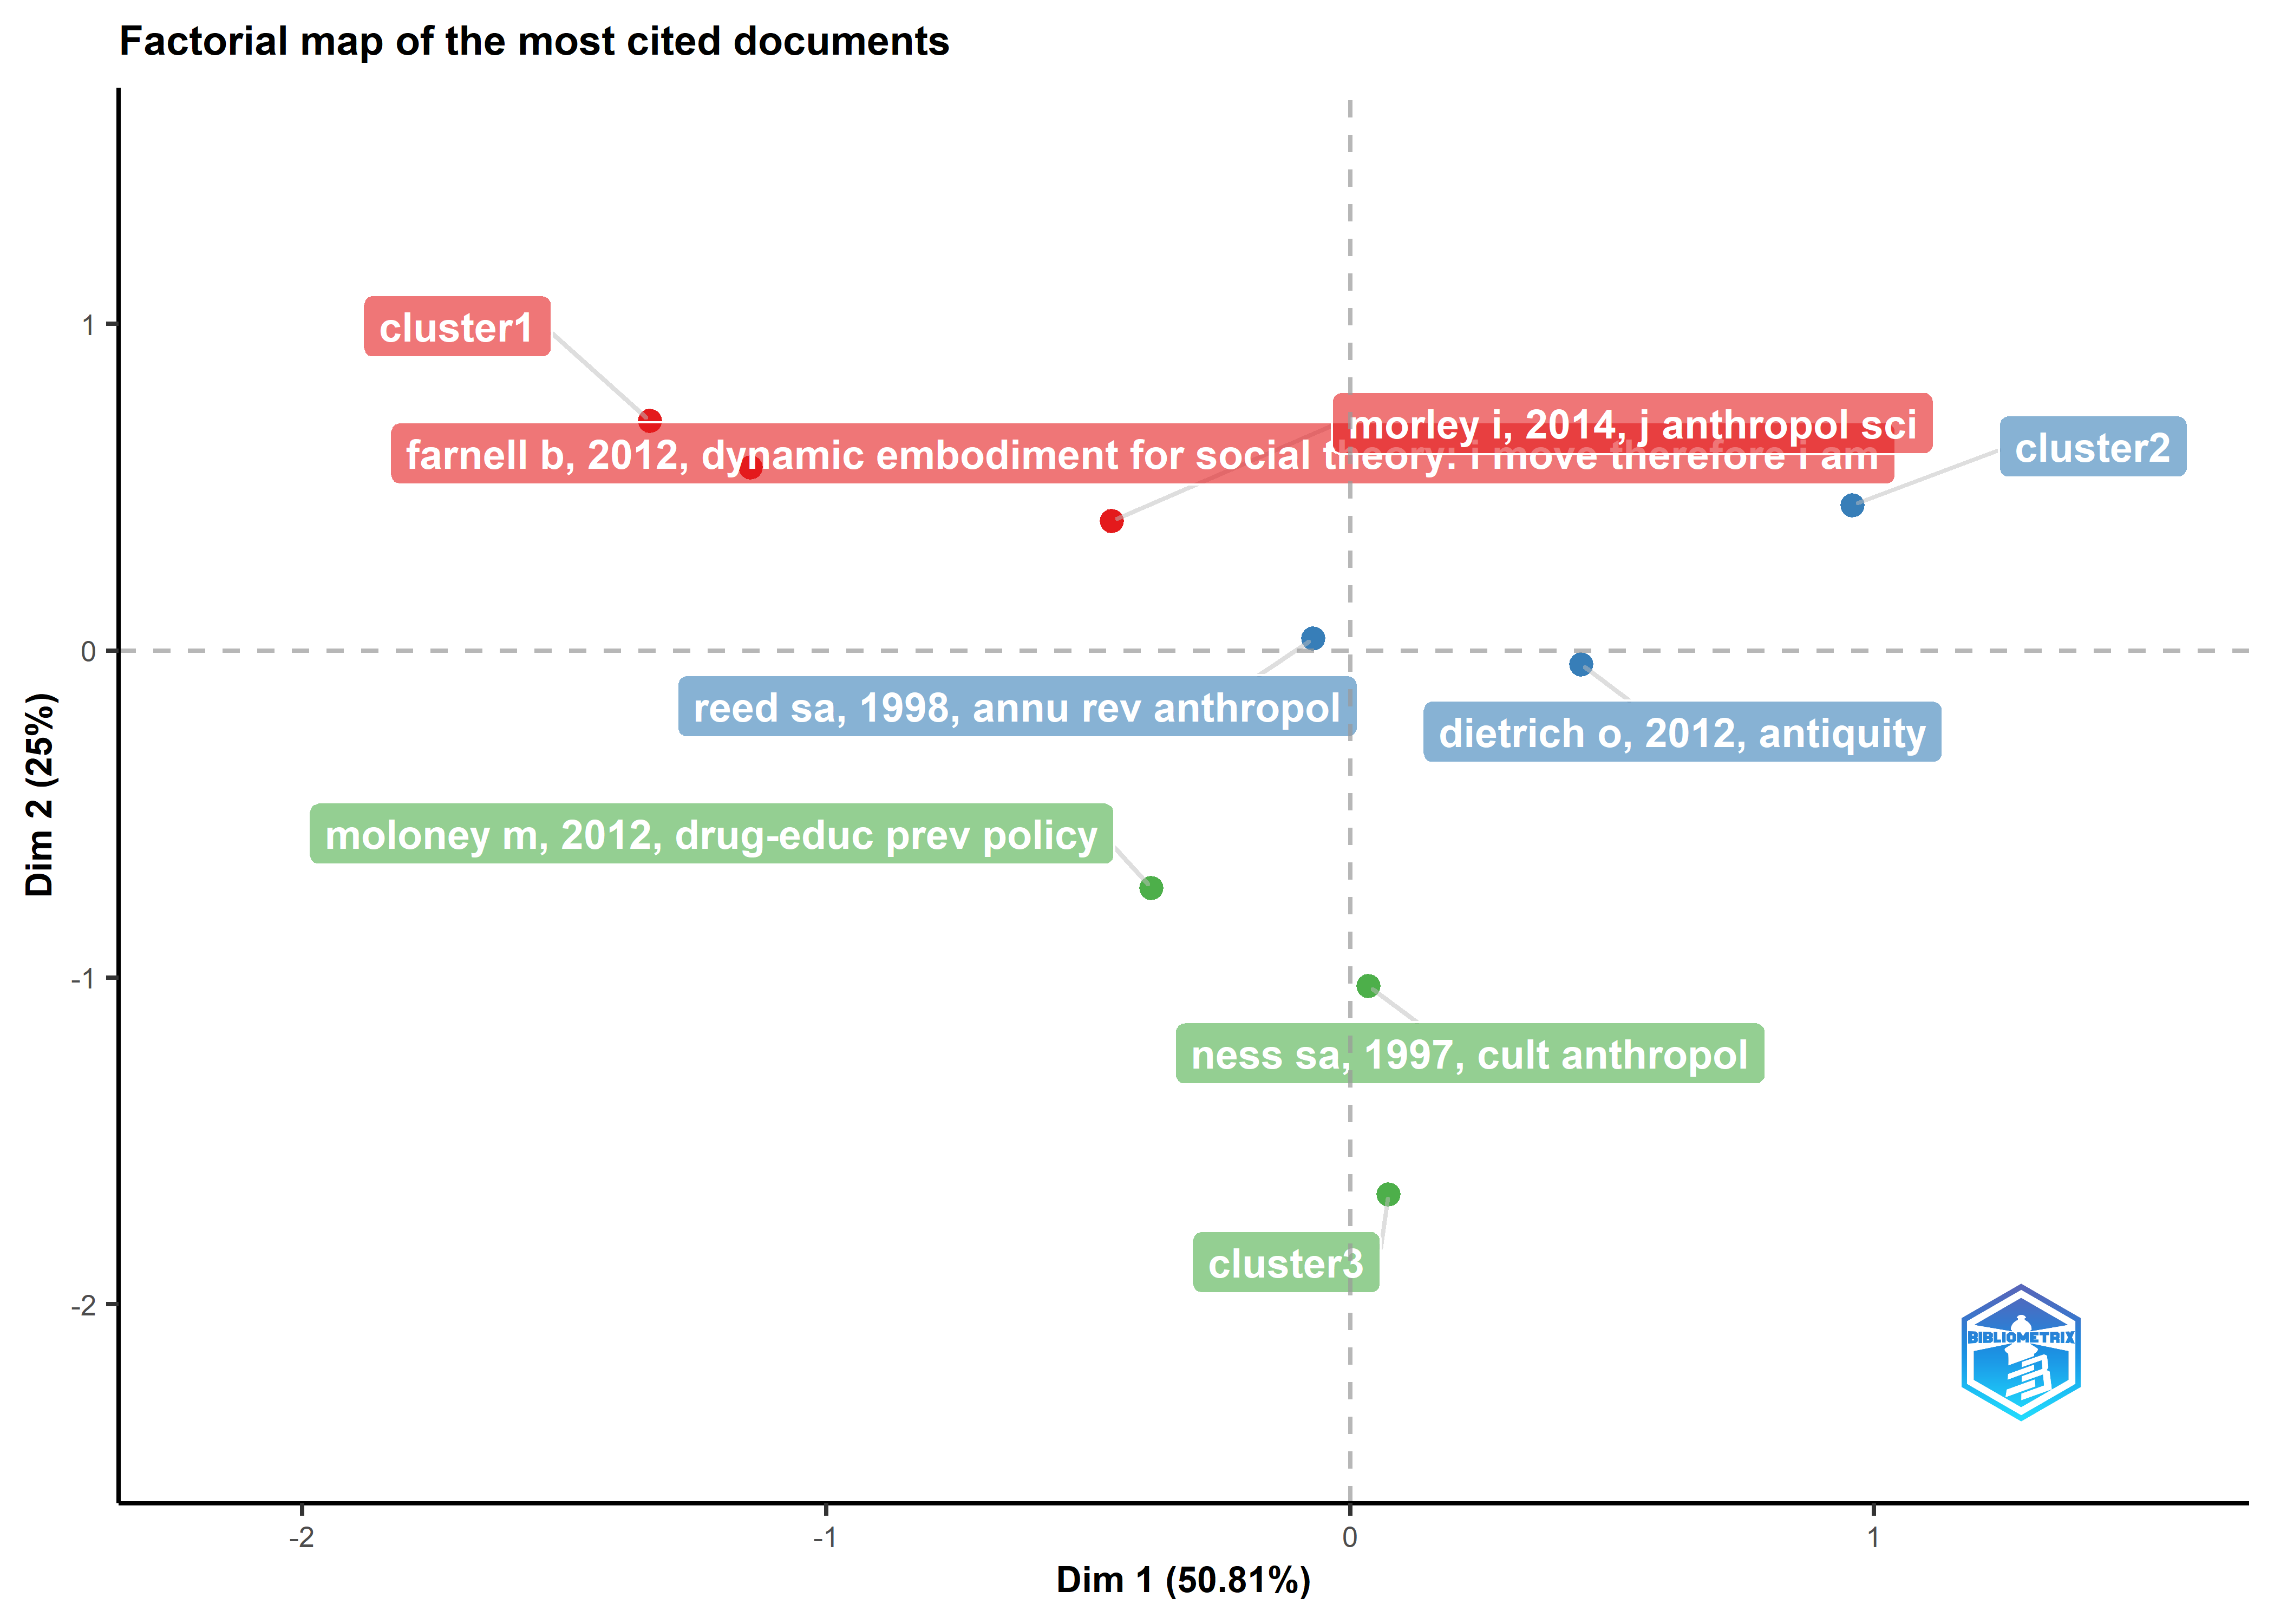 Factorial map of the most cited documents
cluster1
morley i, 2014, j anthropol sci
farnell b, 2012, dynamic embodiment for social theory: i move therefore i am
cluster2
reed sa, 1998, annu rev anthropol
dietrich o, 2012, antiquity
moloney m, 2012, drug-educ prev policy
ness sa, 1997, cult anthropol
cluster3
BIBLIOMETRIX
1
0
-1
-2
Dim 2 (25%)
-2
-1
0
1
Dim 1 (50.81%)